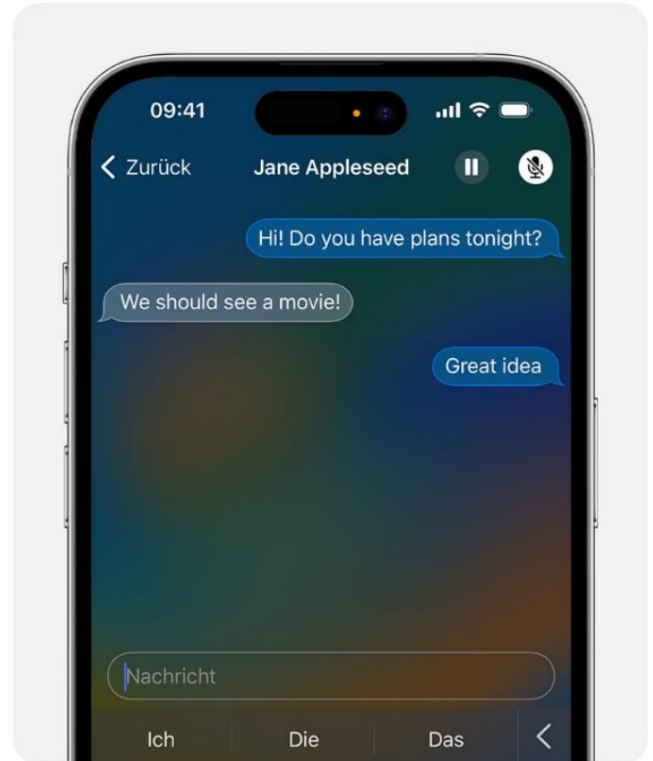 09:41
Zurück Jane Appleseed
Hi! Do you have plans tonight?
We should see a movie!
Great idea
Nachricht
Ich Die Das